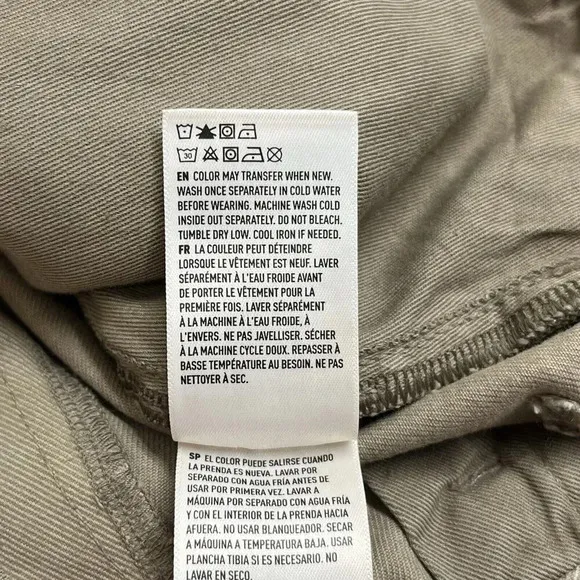 30
EN COLOR MAY TRANSFER WHEN NEW.
WASH ONCE SEPARATELY IN COLD WATER
BEFORE WEARING. MACHINE WASH COLD
INSIDE OUT SEPARATELY. DO NOT BLEACH.
TUMBLE DRY LOW. COOL IRON IF NEEDED.
FR LA COULEUR PEUT DÉTEINDRE
LORSQUE LE VÊTEMENT EST NEUF. LAVER
SÉPARÉMENT À L'EAU FROIDE AVANT
DE PORTER LE VÊTEMENT POUR LA
PREMIÈRE FOIS. LAVER SÉPARÉMENT
À LA MACHINE À L'EAU FROIDE, À
L'ENVERS. NE PAS JAVELLISER. SÉCHER
À LA MACHINE CYCLE DOUX. REPASSER À
BASSE TEMPÉRATURE AU BESOIN. NE PAS
NETTOYER À SEC.
SP EL COLOR PUEDE SALIRSE CUANDO
LA PRENDA ES NUEVA. LAVAR POR
SEPARADO CON AGUA FRÍA ANTES DE
USAR POR PRIMERA VEZ. LAVAR A
MÁQUINA POR SEPARADO CON AGUA FRÍA
Y CON EL INTERIOR DE LA PRENDA HACIA
AFUERA. NO USAR BLANQUEADOR. SECAR
A MÁQUINA A TEMPERATURA BAJA. USAR
PLANCHA TIBIA SI ES NECESARIO. NO
LAVAR EN SECO.